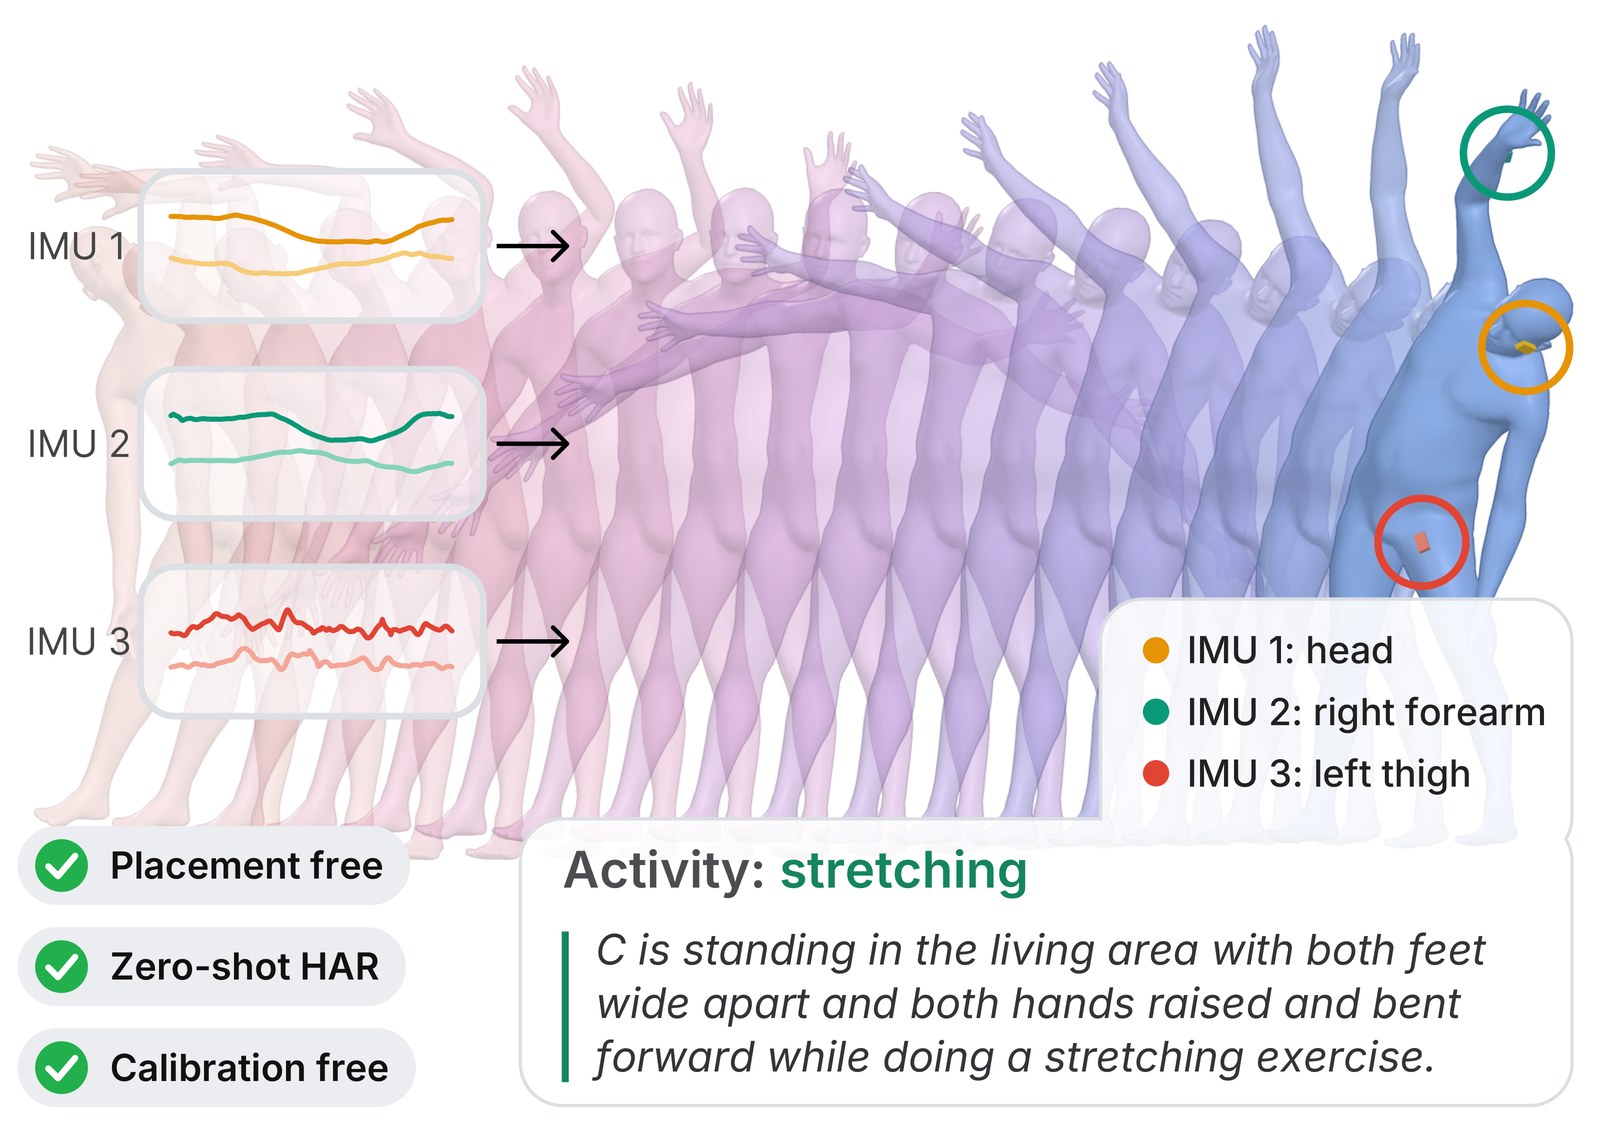 IMU 1
IMU 2
IMU 3
IMU 1: head
IMU 2: right forearm
IMU 3: left thigh
Placement free
Zero-shot HAR
Calibration free
Activity: stretching
C is standing in the living area with both feet
wide apart and both hands raised and bent
forward while doing a stretching exercise.